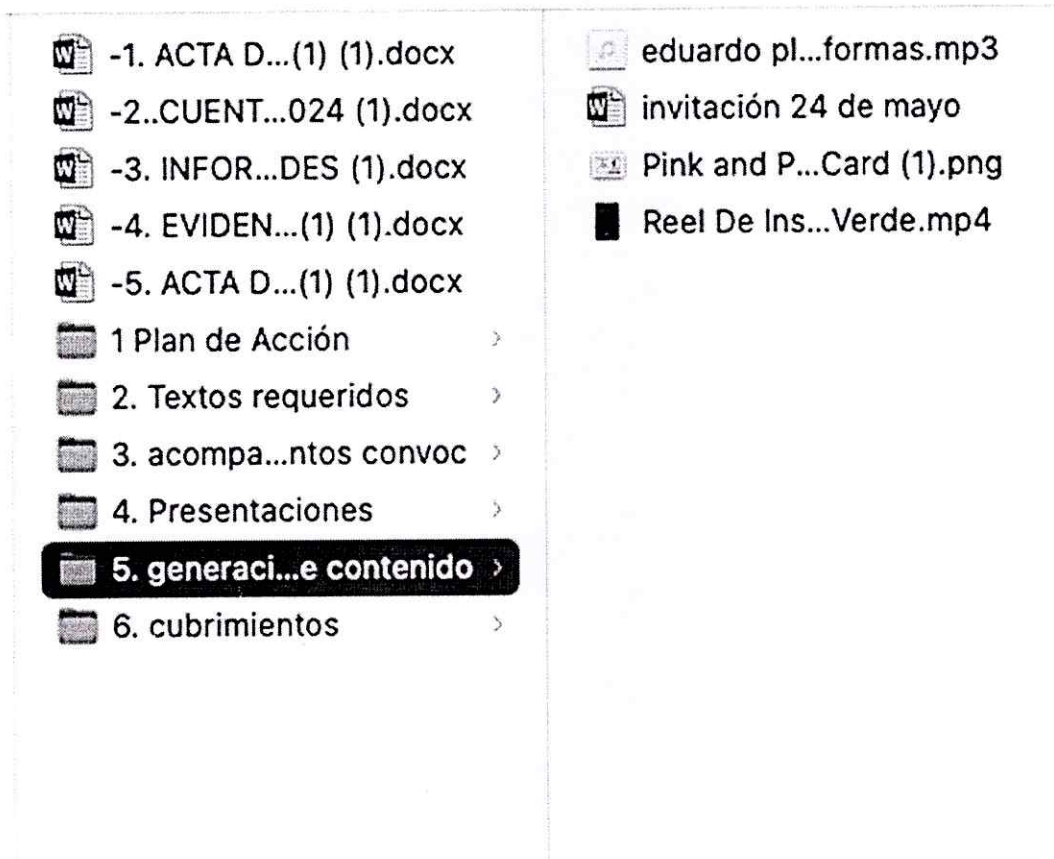 -1. ACTA D...(1) (1).docx
-2..CUENT...024 (1).docx
-3. INFOR...DES (1).docx
-4. EVIDEN...(1) (1).docx
-5. ACTA D...(1) (1).docx
1 Plan de Acción
2. Textos requeridos
3. acompa...ntos convoc
4. Presentaciones
5. generaci...e contenido
6. cubrimientos
eduardo pl...formas.mp3
invitación 24 de mayo
Pink and P...Card (1).png
Reel De Ins...Verde.mp4